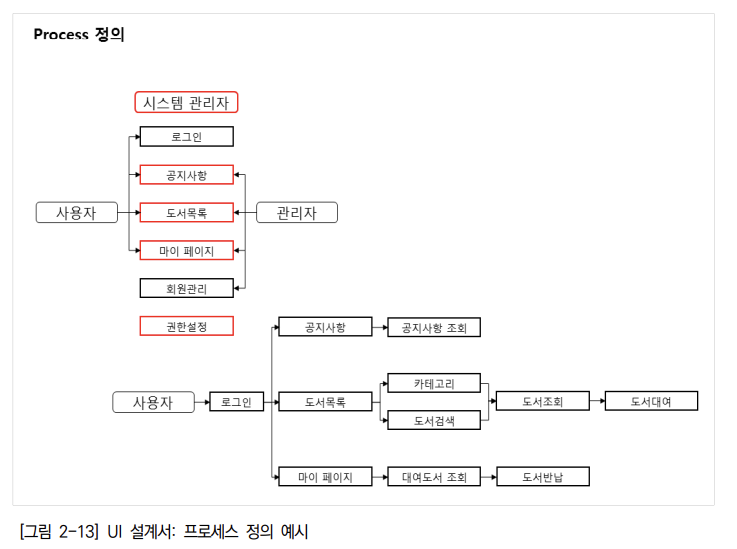 Process 정의
시스템 관리자
로그인
공지사항
사용자
도서목록
관리자
마이 페이지
회원관리
권한설정
공지사항
공지사항 조회
카테고리
사용자
로그인
도서목록
도서조회
도서대여
도서검색
마이 페이지
대여도서 조회
도서반납
[그림 2-13] UI 설계서: 프로세스 정의 예시